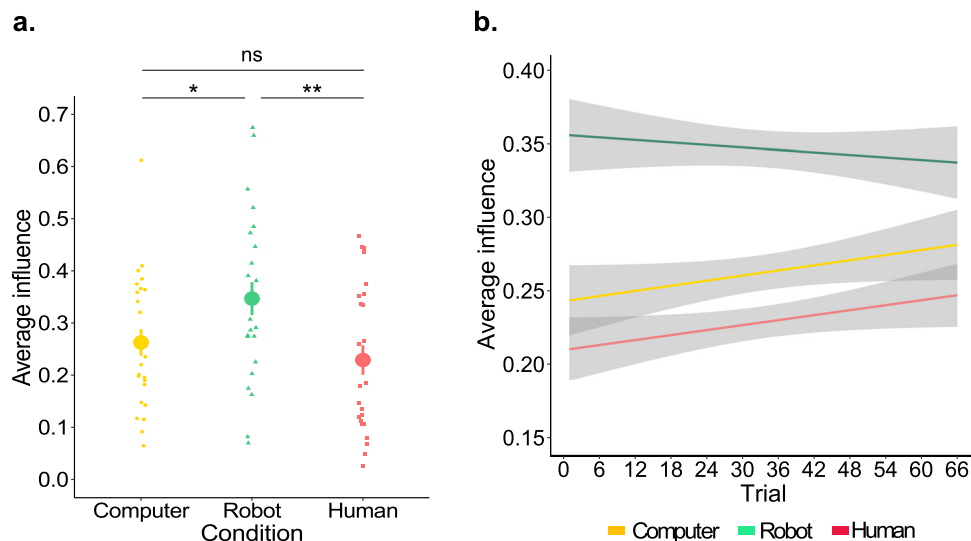 a.
ns
*
**
Average influence
0.7
0.6
0.5
0.4
0.3
0.2
0.1
0.0
Computer Robot Human
Condition
b.
Average influence
0.40
0.35
0.30
0.25
0.20
0.15
0 6 12 18 24 30 36 42 48 54 60 66
Trial
Computer Robot Human